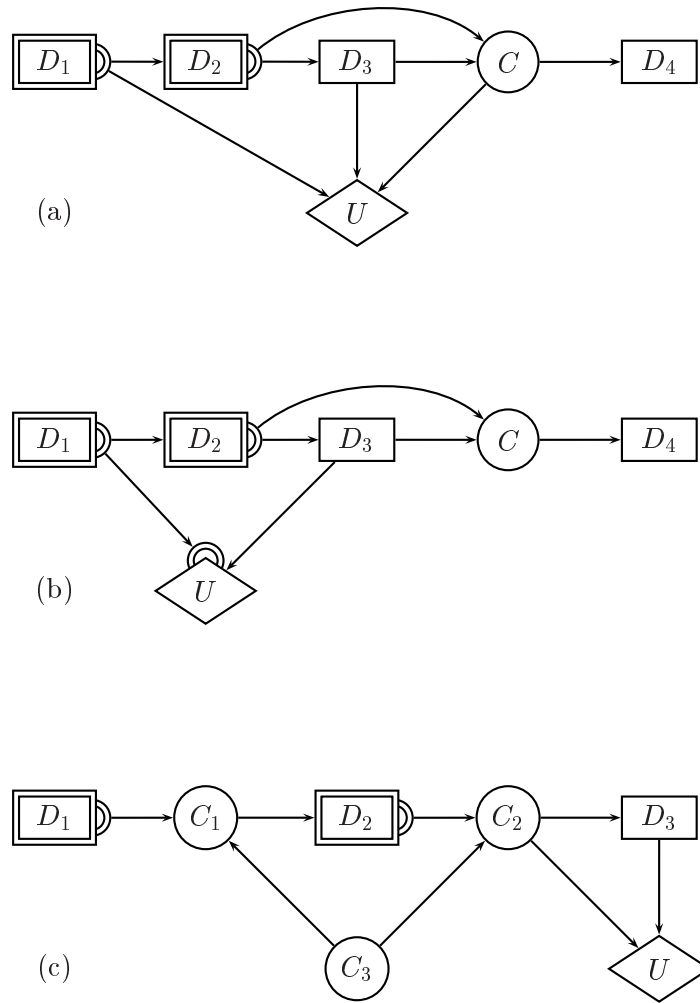 D₁ D₂ D₃ C D₄
(a) U
D₁ D₂ D₃ C D₄
(b) U
D₁ C₁ D₂ C₂ D₃
(c) C₃ U